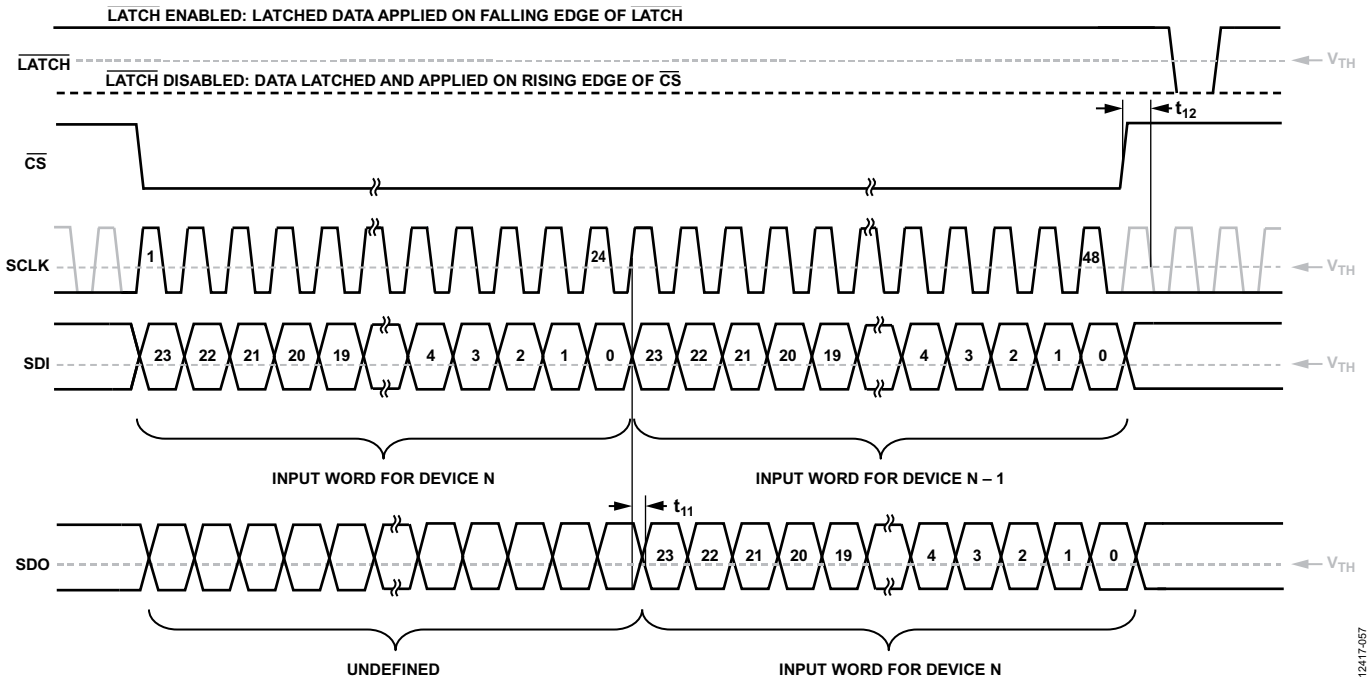 LATCH ENABLED: LATCHED DATA APPLIED ON FALLING EDGE OF LATCH
LATCH
VTH
LATCH DISABLED: DATA LATCHED AND APPLIED ON RISING EDGE OF CS
t12
CS
1 24 48
SCLK
VTH
SDI 23 22 21 20 19 4 3 2 1 0 23 22 21 20 19 4 3 2 1 0
VTH
INPUT WORD FOR DEVICE N
INPUT WORD FOR DEVICE N – 1
t11
SDO 23 22 21 20 19 4 3 2 1 0
VTH
UNDEFINED
INPUT WORD FOR DEVICE N
12417-057